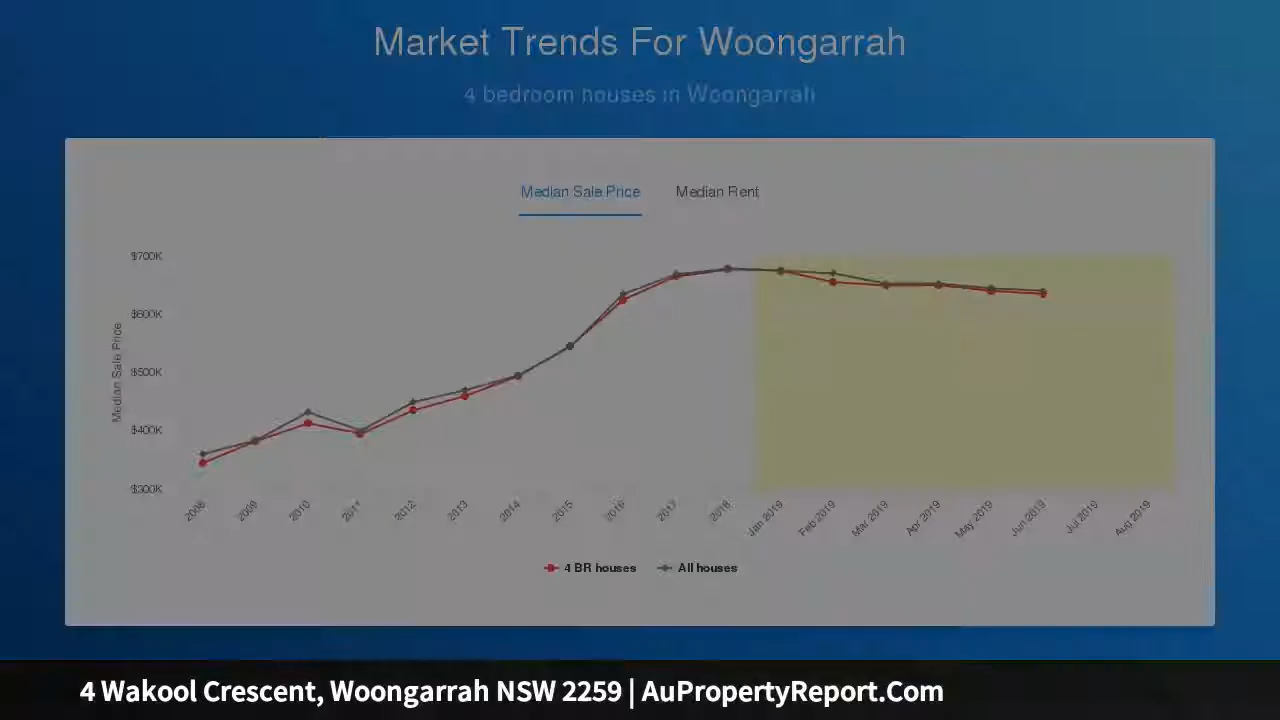 Market Trends For Woongarrah
4 bedroom houses in Woongarrah
Median Sale Price Median Rent
$700K
$600K
$500K
$400K
$300K
Median Sale Price
2008 2009 2010 2011 2012 2013 2014 2015 2016 2017 2018 Jan 2019 Feb 2019 Mar 2019 Apr 2019 May 2019 Jun 2019 Jul 2019 Aug 2019
4 BR houses All houses
4 Wakool Crescent, Woongarrah NSW 2259 | AuPropertyReport.Com